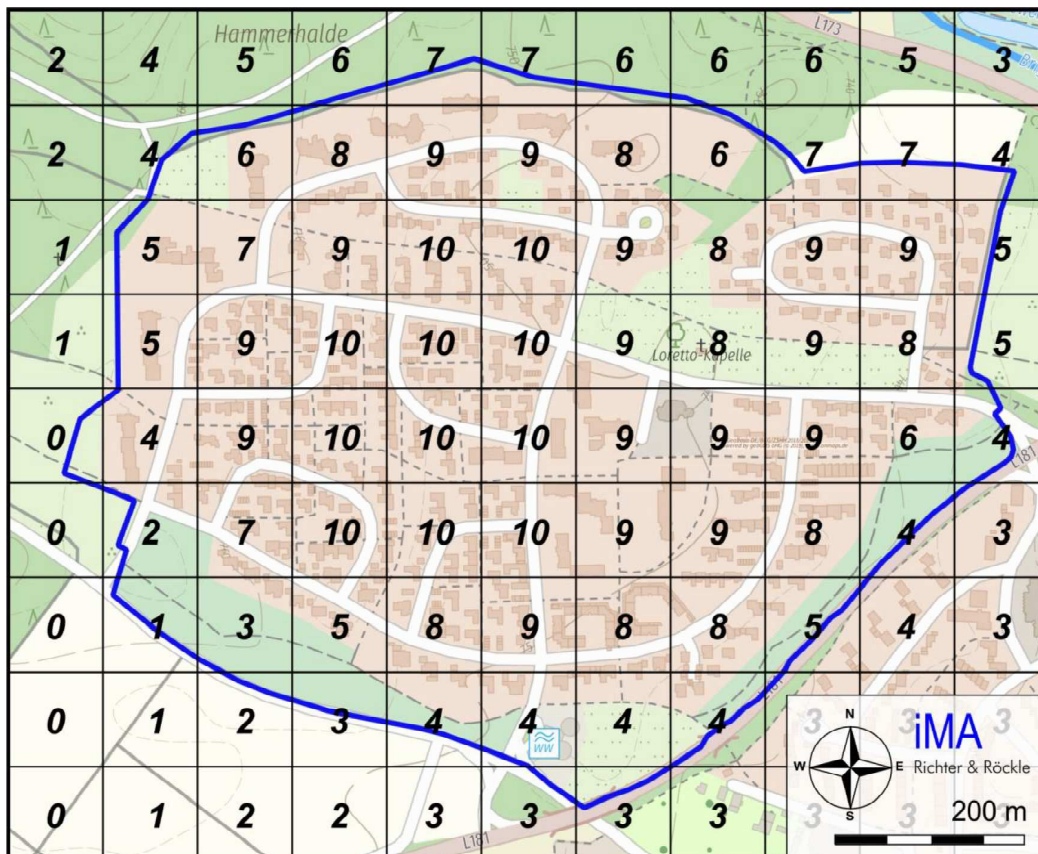 Hammerhalde
L173
2 4 5 6 7 7 6 6 6 5 3
2 4 6 8 9 9 8 6 7 7 4
1 5 7 9 10 10 9 8 9 9 5
1 5 9 10 10 10 9 8 9 8 5
Loretto-Kapelle
0 4 9 10 10 10 9 9 9 6 4
L181
0 2 7 10 10 10 9 9 8 4 3
0 1 3 5 8 9 8 8 5 4 3
0 1 2 3 4 4 4 4 3 3 3
WW
N
W E
S
iMA
Richter & Röckle
0 1 2 2 3 3 3 3 3 3 3
200 m
L181